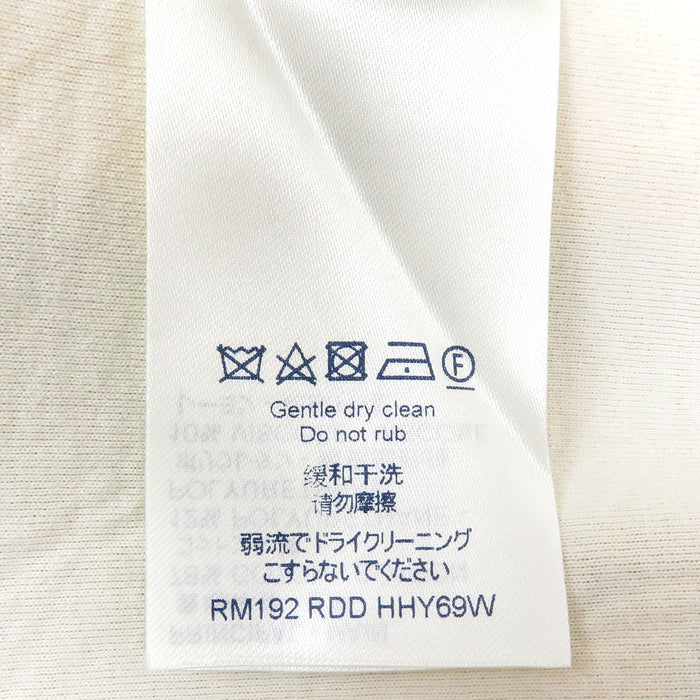 F
Gentle dry clean
Do not rub
缓和干洗
请勿摩擦
弱流でドライクリーニング
こすらないでください
RM192 RDD HHY69W